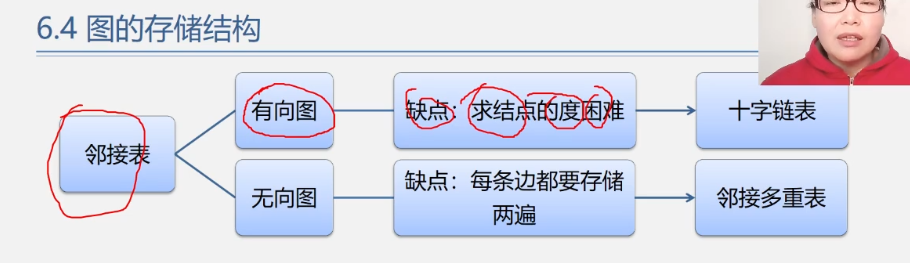 6.4 图的存储结构
邻接表
有向图
缺点：求结点的度困难
十字链表
无向图
缺点：每条边都要存储
两遍
邻接多重表